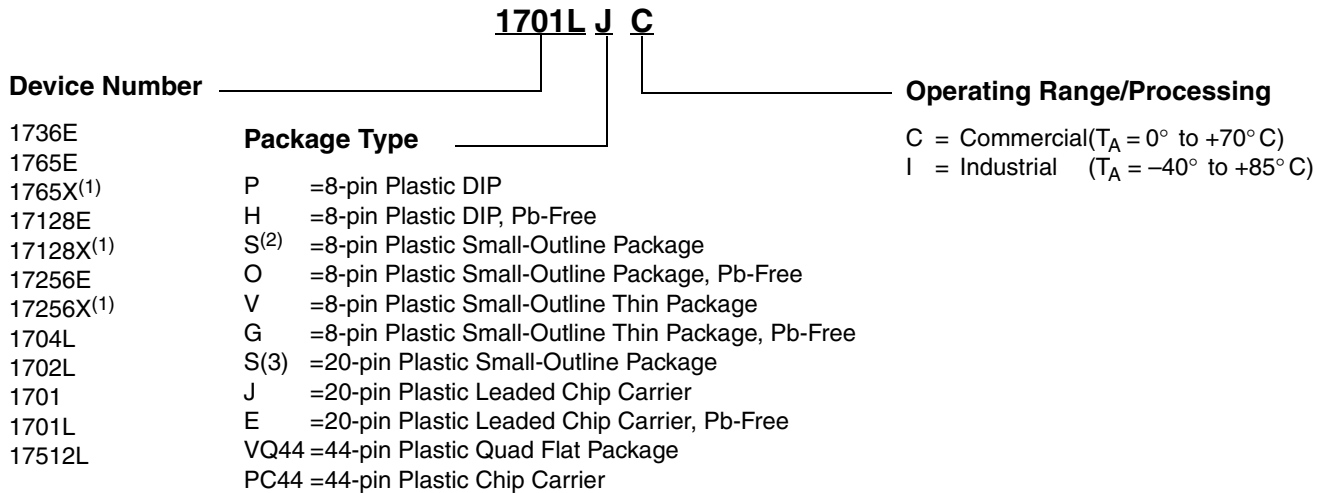 1701L J C
Device Number
1736E
1765E
1765X(1)
17128E
17128X(1)
17256E
17256X(1)
1704L
1702L
1701
1701L
17512L
Package Type
P =8-pin Plastic DIP
H =8-pin Plastic DIP, Pb-Free
S(2) =8-pin Plastic Small-Outline Package
O =8-pin Plastic Small-Outline Package, Pb-Free
V =8-pin Plastic Small-Outline Thin Package
G =8-pin Plastic Small-Outline Thin Package, Pb-Free
S(3) =20-pin Plastic Small-Outline Package
J =20-pin Plastic Leaded Chip Carrier
E =20-pin Plastic Leaded Chip Carrier, Pb-Free
VQ44 =44-pin Plastic Quad Flat Package
PC44 =44-pin Plastic Chip Carrier
Operating Range/Processing
C = Commercial(TA = 0° to +70° C)
I = Industrial (TA = –40° to +85° C)